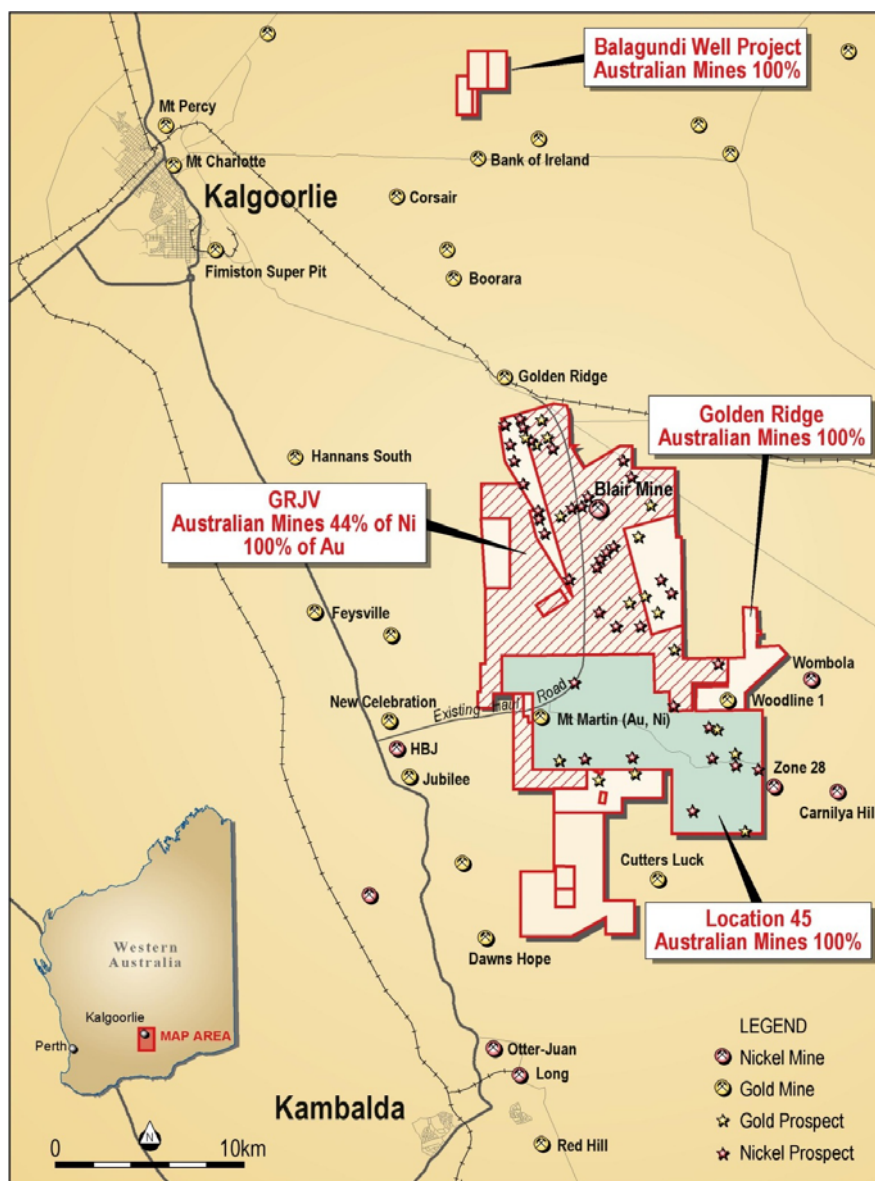 Balagundi Well Project
Australian Mines 100%
Mt Percy
Mt Charlotte
Bank of Ireland
Kalgoorlie
Corsair
Fimiston Super Pit
Boorara
Golden Ridge
Golden Ridge
Australian Mines 100%
Hannans South
GRJV
Australian Mines 44% of Ni
100% of Au
Blair Mine
Feysville
Wombola
New Celebration
Existing Haul Road
Mt Martin (Au, Ni)
Woodline 1
HBJ
Jubilee
Zone 28
Carnilya Hill
Cutters Luck
Location 45
Australian Mines 100%
Dawns Hope
Western
Australia
Kalgoorlie
Perth
MAP AREA
Otter-Juan
Long
Kambalda
Red Hill
LEGEND
Nickel Mine
Gold Mine
Gold Prospect
Nickel Prospect
N
0
10km